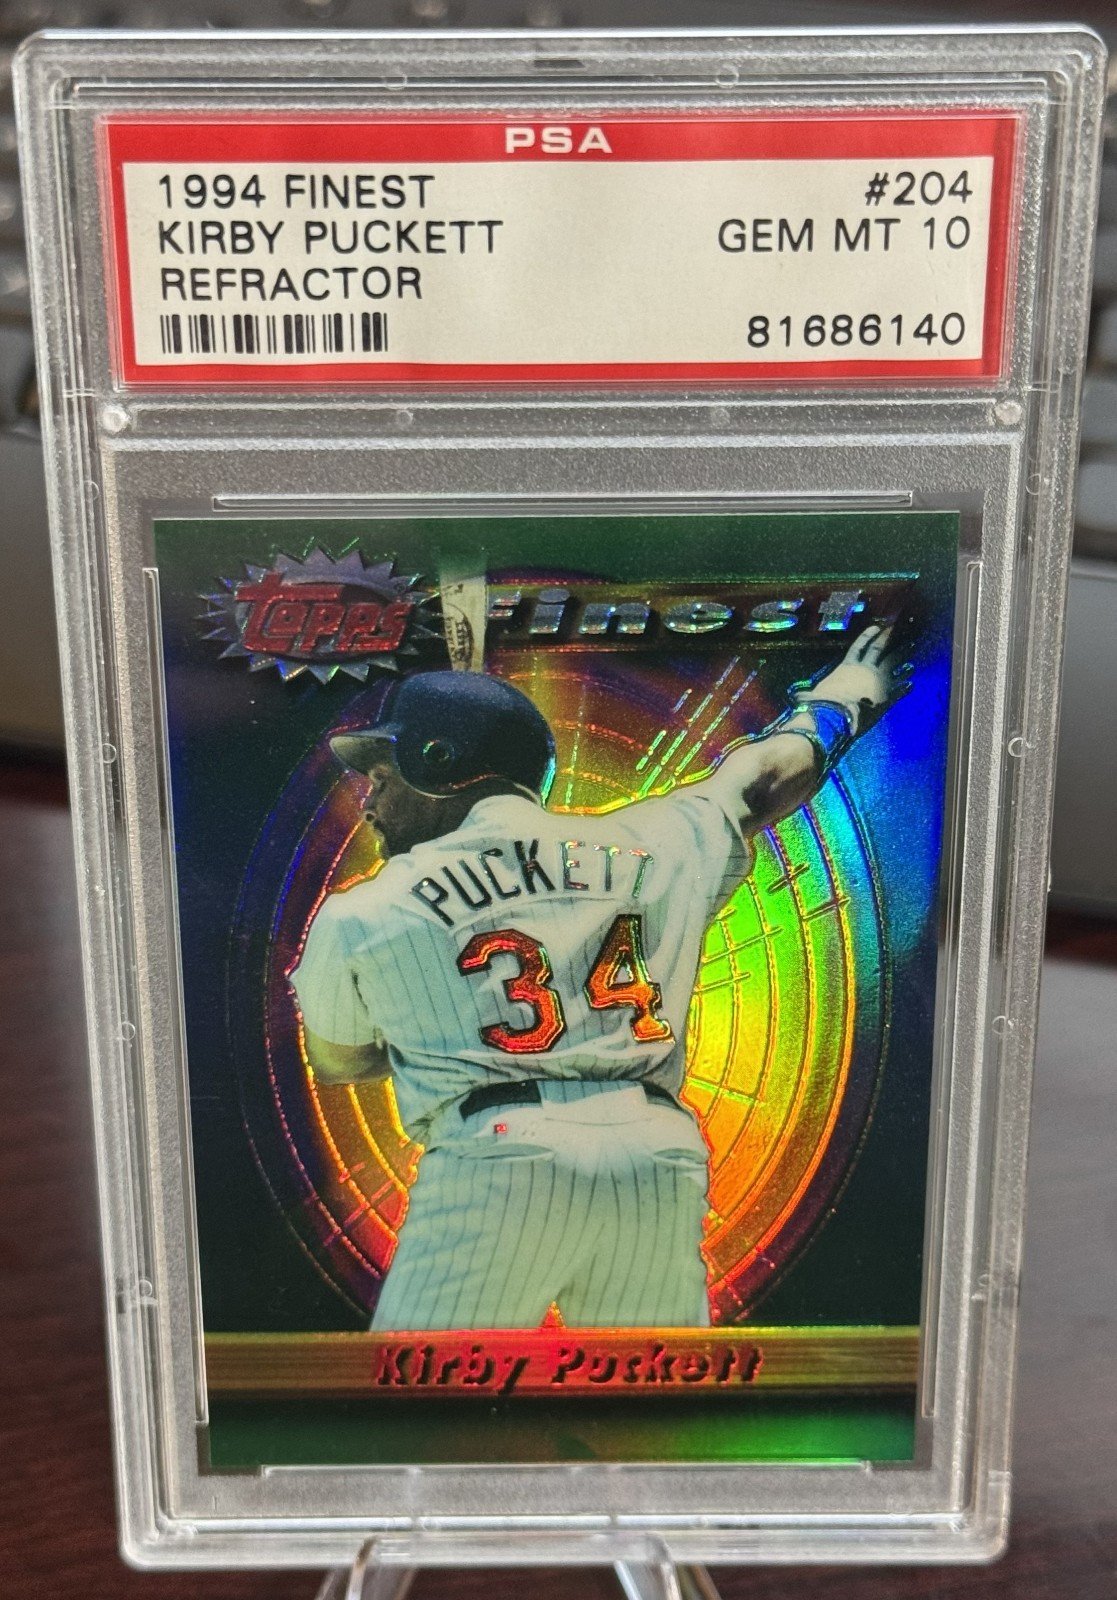 PSA
1994 FINEST #204
KIRBY PUCKETT GEM MT 10
REFRACTOR
81686140
Topps Finest
PUCKETT
34
Kirby Puckett